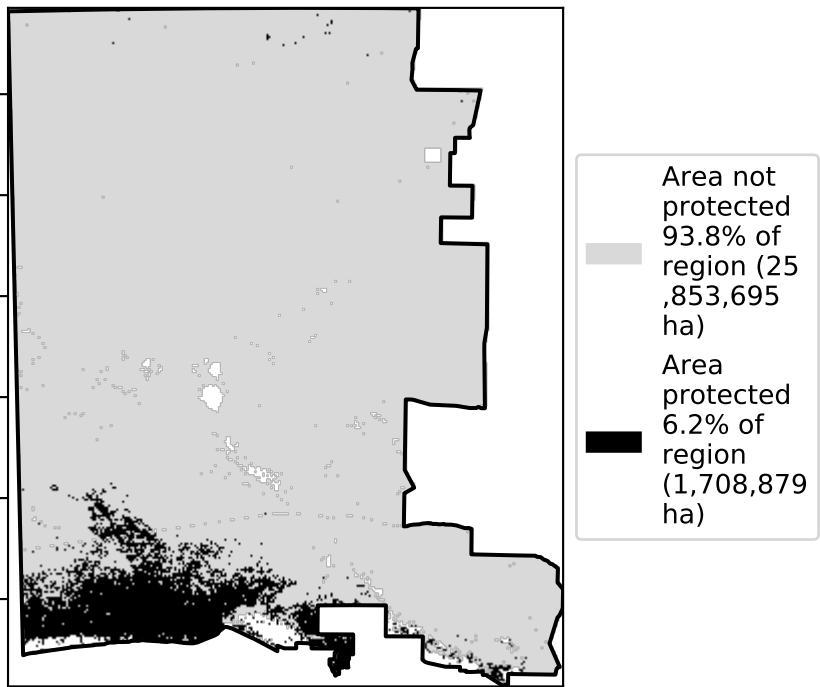 Area not
protected
93.8% of
region (25
,853,695
ha)
Area
protected
6.2% of
region
(1,708,879
ha)